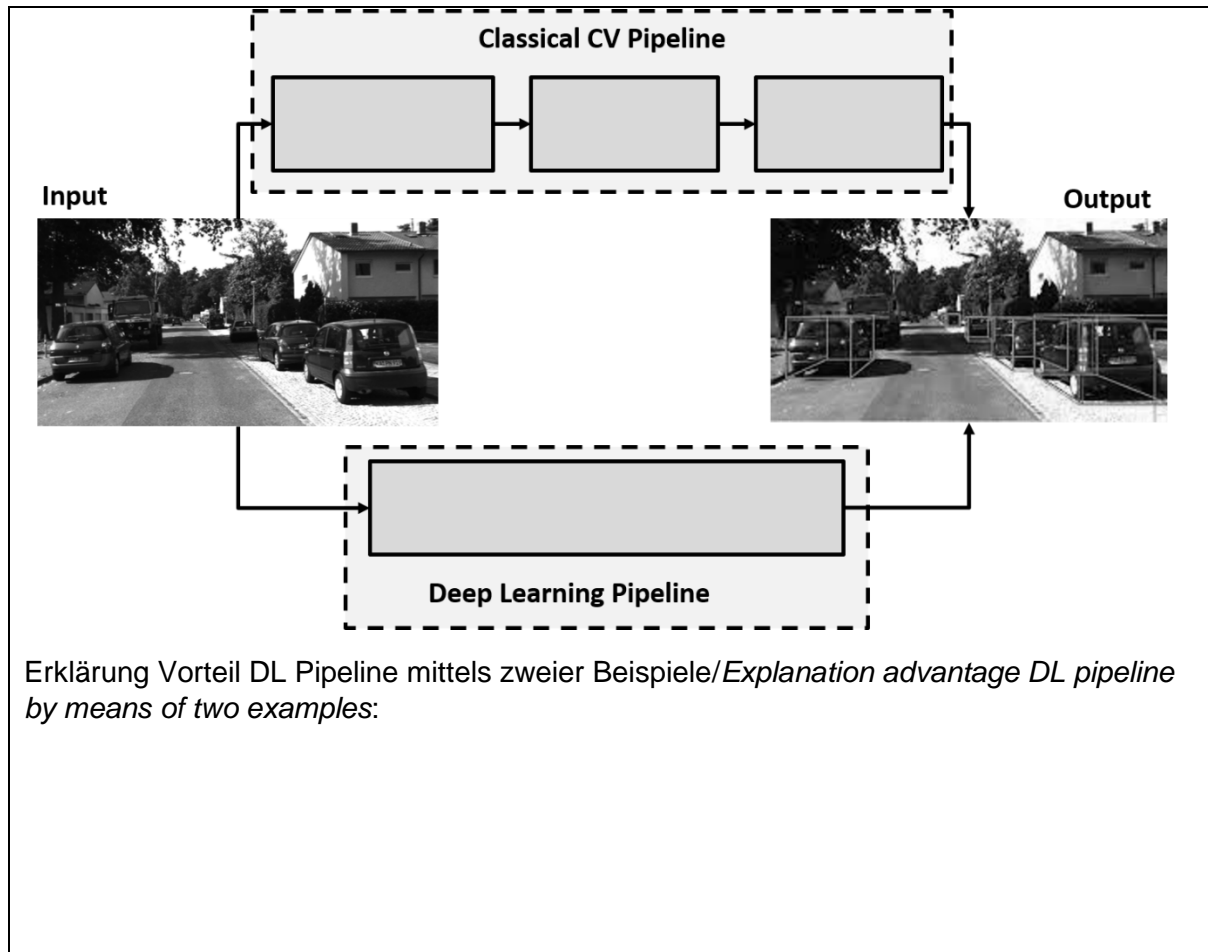 Classical CV Pipeline
Input
Output
Deep Learning Pipeline
Erklärung Vorteil DL Pipeline mittels zweier Beispiele/Explanation advantage DL pipeline
by means of two examples: